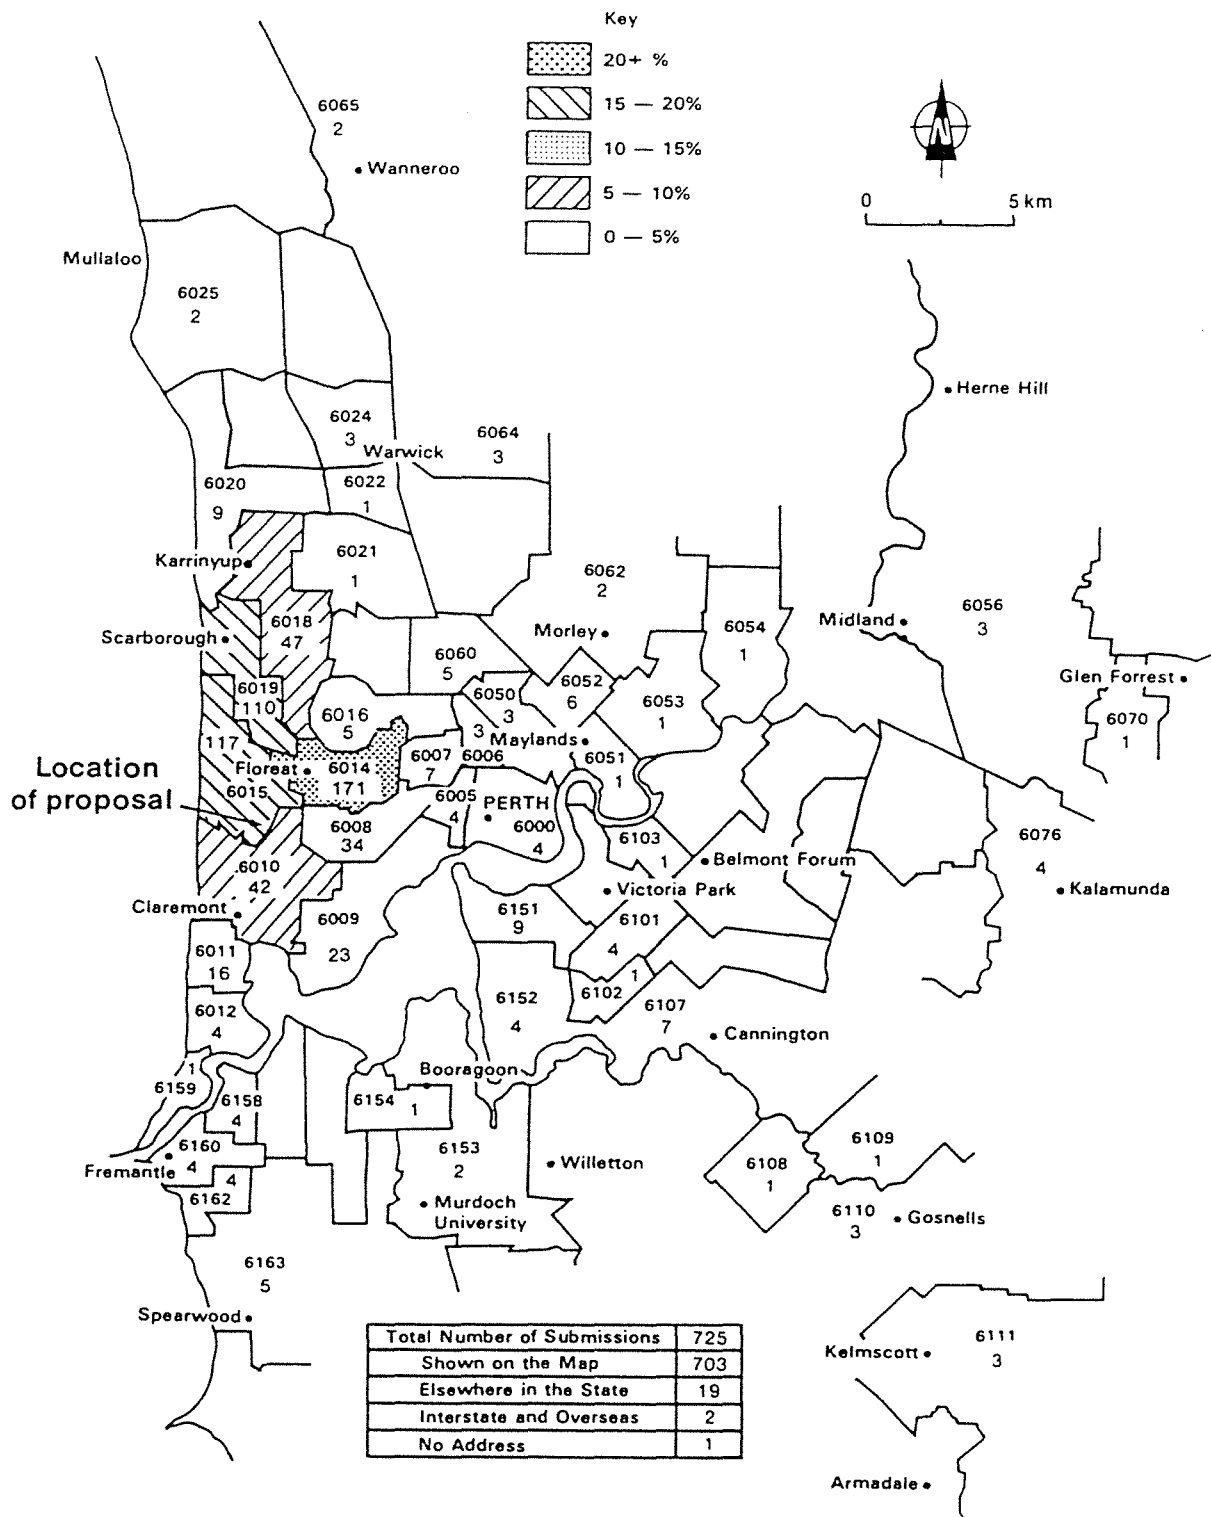 Key
20+ %
15 — 20%
10 — 15%
5 — 10%
0 — 5%
N
0 5 km
6065
2
Wanneroo
Mullaloo
6025
2
Herne Hill
6024
3
Warwick
6064
3
6020
9
6022
1
Karrinyup
6021
1
6062
2
6056
3
Midland
Scarborough
6018
47
Morley
6054
1
Glen Forrest
6070
1
6060
5
6019
110
6050
3
6052
6
6053
1
6016
5
3
Maylands
117
Floreat
6014
171
6007
7
6006
6051
1
Location
of proposal
6015
6005
4
PERTH
6000
4
6008
34
6103
1
6076
4
Belmont Forum
Kalamunda
6010
42
Victoria Park
Claremont
6009
23
6151
9
6101
4
6011
16
1
6102
6012
4
6152
4
6107
7
Cannington
1
6159
Booragoon
6158
4
6154
1
6109
1
6160
4
Fremantle
6153
2
Willetton
6108
1
4
6162
Murdoch
University
6110
3
Gosnells
6163
5
Spearwood
6111
3
Kelmscott
Armadale
Total Number of Submissions 725
Shown on the Map 703
Elsewhere in the State 19
Interstate and Overseas 2
No Address 1